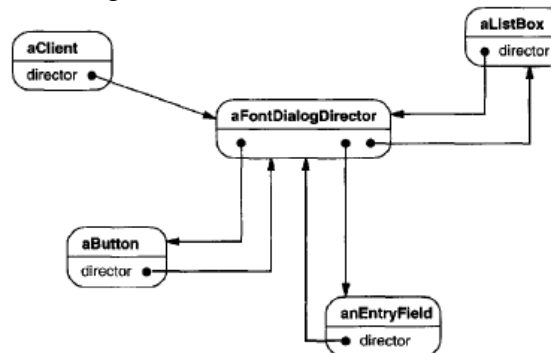 aClient
director
aListBox
director
aFontDialogDirector
aButton
director
anEntryField
director